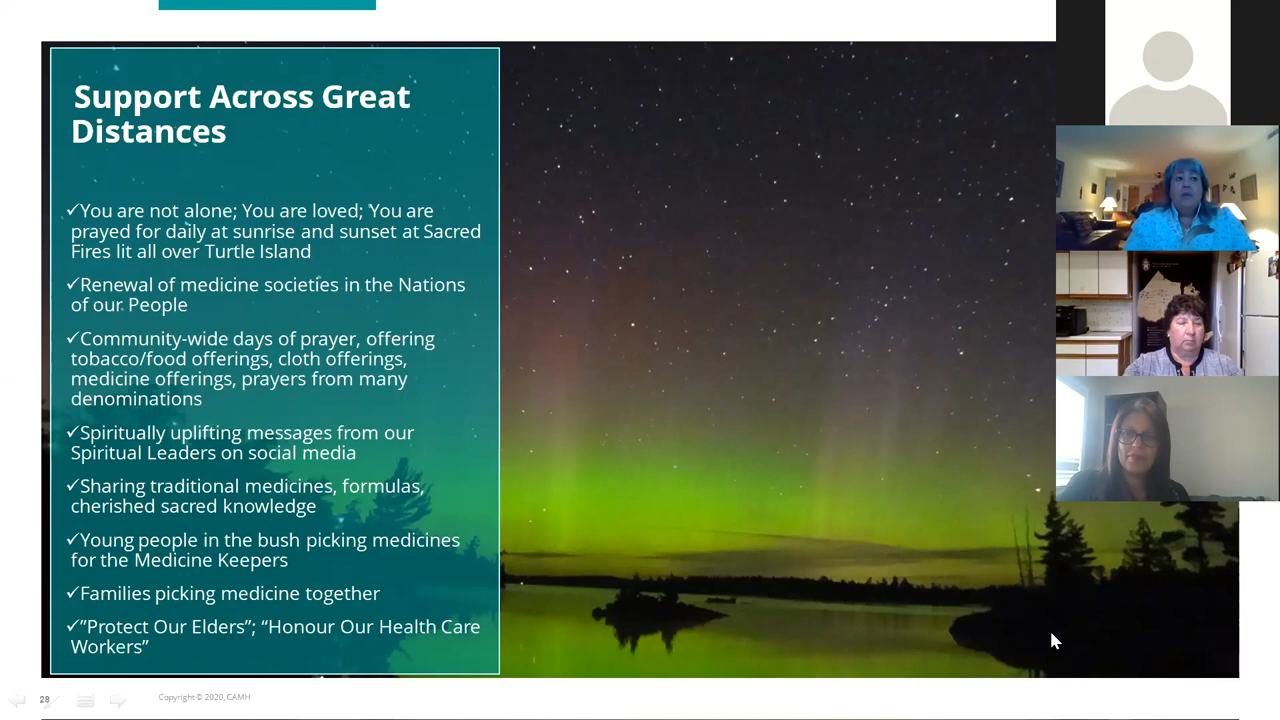 Support Across Great
Distances
✓You are not alone; You are loved; You are
prayed for daily at sunrise and sunset at Sacred
Fires lit all over Turtle Island
✓Renewal of medicine societies in the Nations
of our People
✓Community-wide days of prayer, offering
tobacco/food offerings, cloth offerings,
medicine offerings, prayers from many
denominations
✓Spiritually uplifting messages from our
Spiritual Leaders on social media
✓Sharing traditional medicines, formulas,
cherished sacred knowledge
✓Young people in the bush picking medicines
for the Medicine Keepers
✓Families picking medicine together
✓”Protect Our Elders”; “Honour Our Health Care
Workers”
28
Copyright © 2020, CAMH